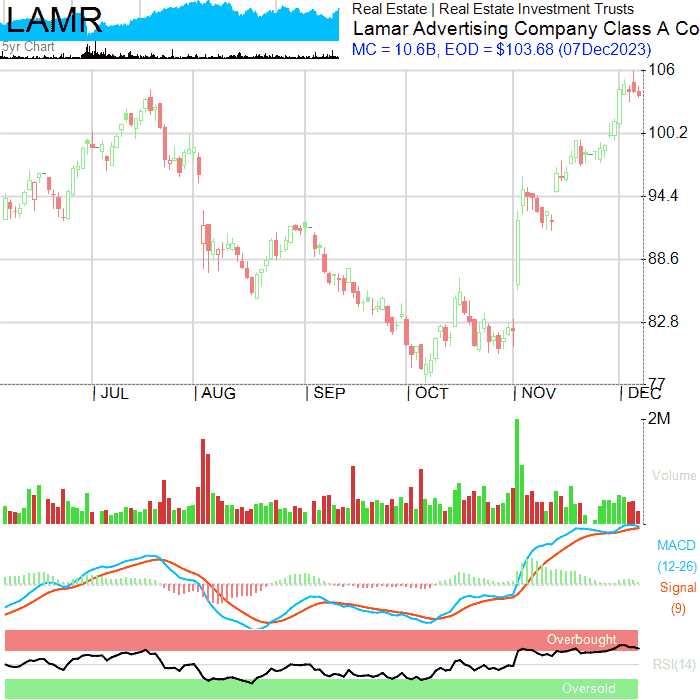 LAMR
Real Estate | Real Estate Investment Trusts
Lamar Advertising Company Class A Co
MC = 10.6B, EOD = $103.68 (07Dec2023)
5yr Chart
106
100.2
94.4
88.6
82.8
77
| JUL | AUG | SEP | OCT | NOV | DEC
2M
Volume
MACD
(12-26)
Signal
(9)
Overbought
RSI(14)
Oversold